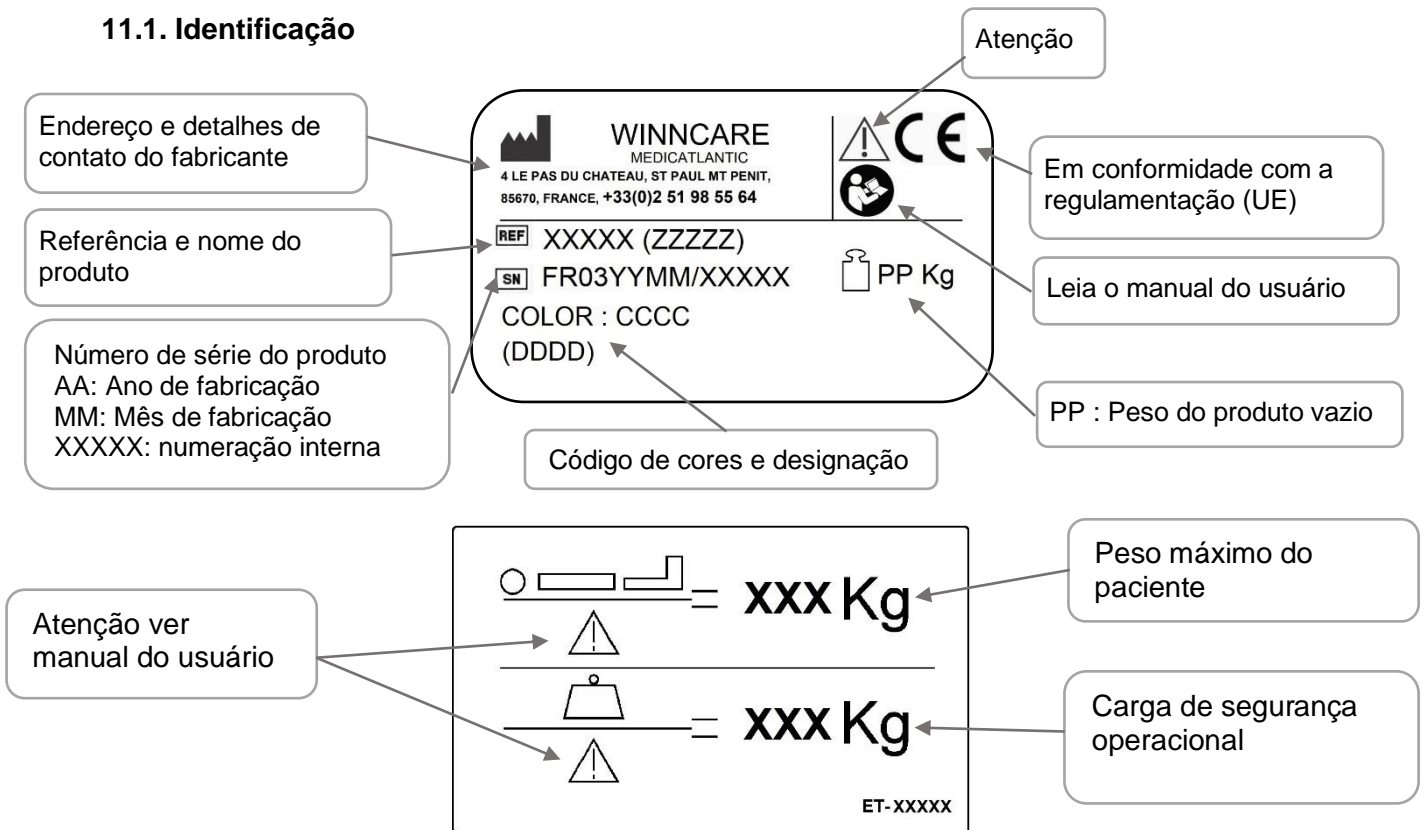 11.1. Identificação
Atenção
Endereço e detalhes de
contato do fabricante
WINNCARE
MEDICATLANTIC
4 LE PAS DU CHATEAU, ST PAUL MT PENIT,
85670, FRANCE, +33(0)2 51 98 55 64
CE
Em conformidade com a
regulamentação (UE)
Referência e nome do
produto
REF XXXXX (ZZZZZ)
SN FR03YYMM/XXXXX
PP Kg
COLOR : CCCC
(DDDD)
Leia o manual do usuário
Número de série do produto
AA: Ano de fabricação
MM: Mês de fabricação
XXXXX: numeração interna
PP : Peso do produto vazio
Código de cores e designação
= XXX Kg
Peso máximo do
paciente
Atenção ver
manual do usuário
= XXX Kg
Carga de segurança
operacional
ET-XXXXX